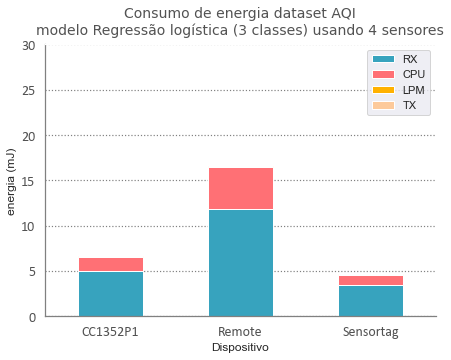 Consumo de energia dataset AQI
modelo Regressão logística (3 classes) usando 4 sensores
30
25
20
15
10
5
0
energia (mJ)
RX
CPU
LPM
TX
CC1352P1
Remote
Sensortag
Dispositivo